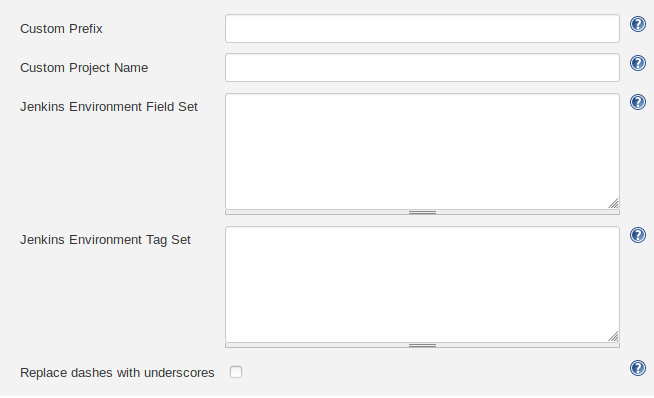 Custom Prefix
Custom Project Name
Jenkins Environment Field Set
Jenkins Environment Tag Set
Replace dashes with underscores